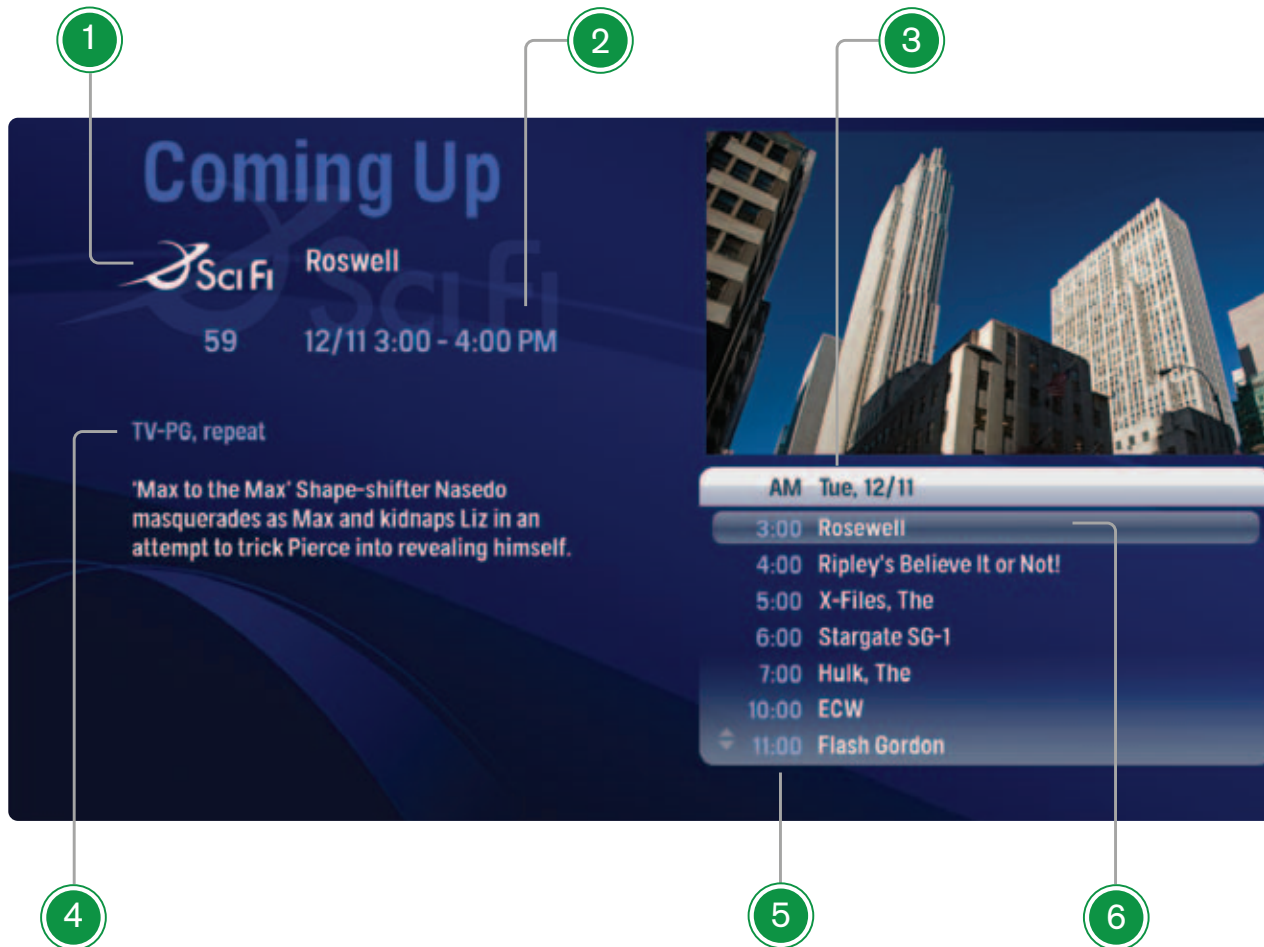 1
2
3
Coming Up
SCI FI
Roswell
SCI FI
59
12/11 3:00 - 4:00 PM
TV-PG, repeat
'Max to the Max' Shape-shifter Nasedo
masquerades as Max and kidnaps Liz in an
attempt to trick Pierce into revealing himself.
AM Tue, 12/11
3:00 Rosewell
4:00 Ripley's Believe It or Not!
5:00 X-Files, The
6:00 Stargate SG-1
7:00 Hulk, The
10:00 ECW
11:00 Flash Gordon
4
5
6